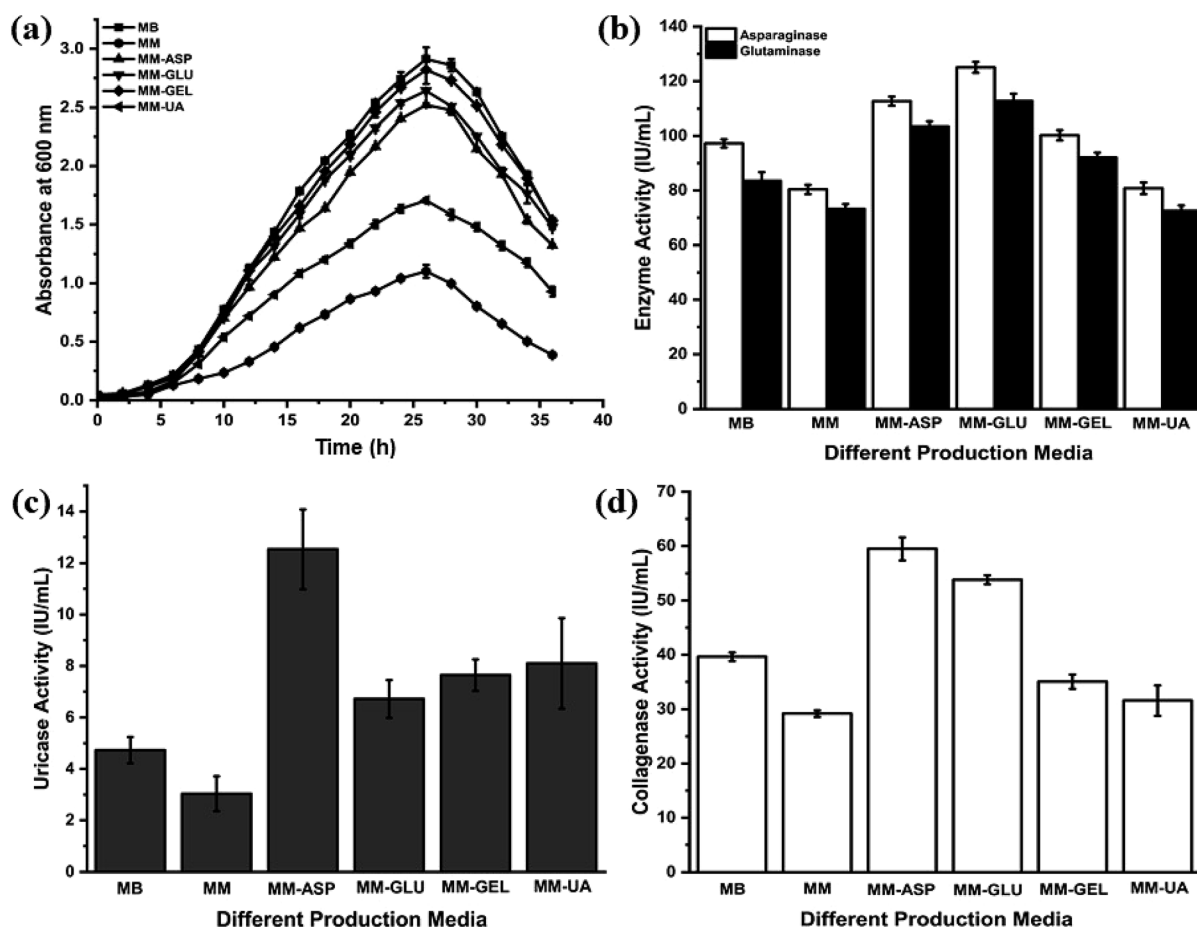 (a)
MB
MM
MM-ASP
MM-GLU
MM-GEL
MM-UA
Absorbance at 600 nm
3.0
2.5
2.0
1.5
1.0
0.5
0.0
0 5 10 15 20 25 30 35 40
Time (h)
(b)
Asparaginase
Glutaminase
Enzyme Activity (IU/mL)
140
120
100
80
60
40
20
0
MB MM MM-ASP MM-GLU MM-GEL MM-UA
Different Production Media
(c)
Uricase Activity (IU/mL)
14
12
10
8
6
4
2
0
MB MM MM-ASP MM-GLU MM-GEL MM-UA
Different Production Media
(d)
Collagenase Activity (IU/mL)
70
60
50
40
30
20
10
0
MB MM MM-ASP MM-GLU MM-GEL MM-UA
Different Production Media